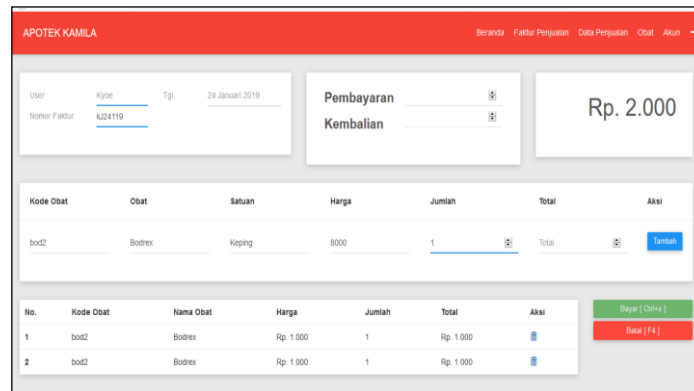 APOTEK KAMILA Beranda Faktur Penjualan Data Penjualan Obat Akun
User Kyoe Tgl. 24 Januari 2019
Nomor Faktur kJ24119
Pembayaran
Kembalian
Rp. 2.000
Kode Obat Obat Satuan Harga Jumlah Total Aksi
bod2 Bodrex Keping 8000 1 Total Tambah
No. Kode Obat Nama Obat Harga Jumlah Total Aksi
1 bod2 Bodrex Rp. 1.000 1 Rp. 1.000
2 bod2 Bodrex Rp. 1.000 1 Rp. 1.000
Bayar [ Ctrl+x ]
Batal [ F4 ]